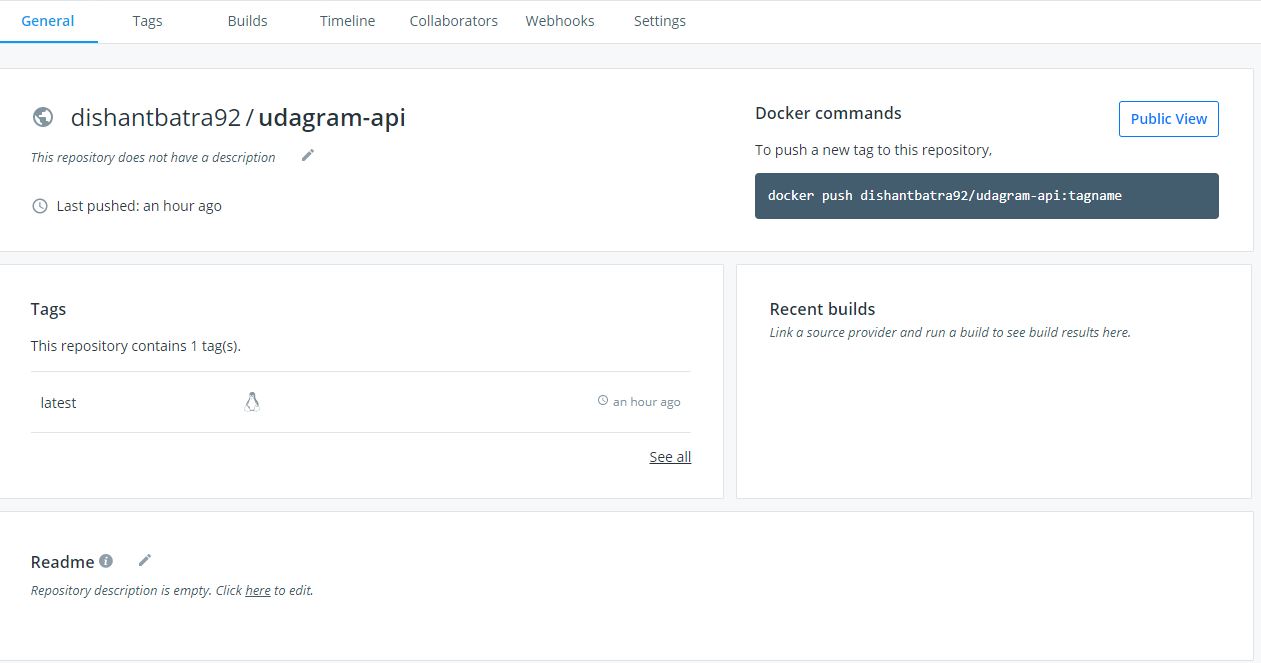 General Tags Builds Timeline Collaborators Webhooks Settings
dishantbatra92 / udagram-api
This repository does not have a description
Last pushed: an hour ago
Docker commands
Public View
To push a new tag to this repository,
docker push dishantbatra92/udagram-api:tagname
Tags
This repository contains 1 tag(s).
latest an hour ago
See all
Recent builds
Link a source provider and run a build to see build results here.
Readme
Repository description is empty. Click here to edit.